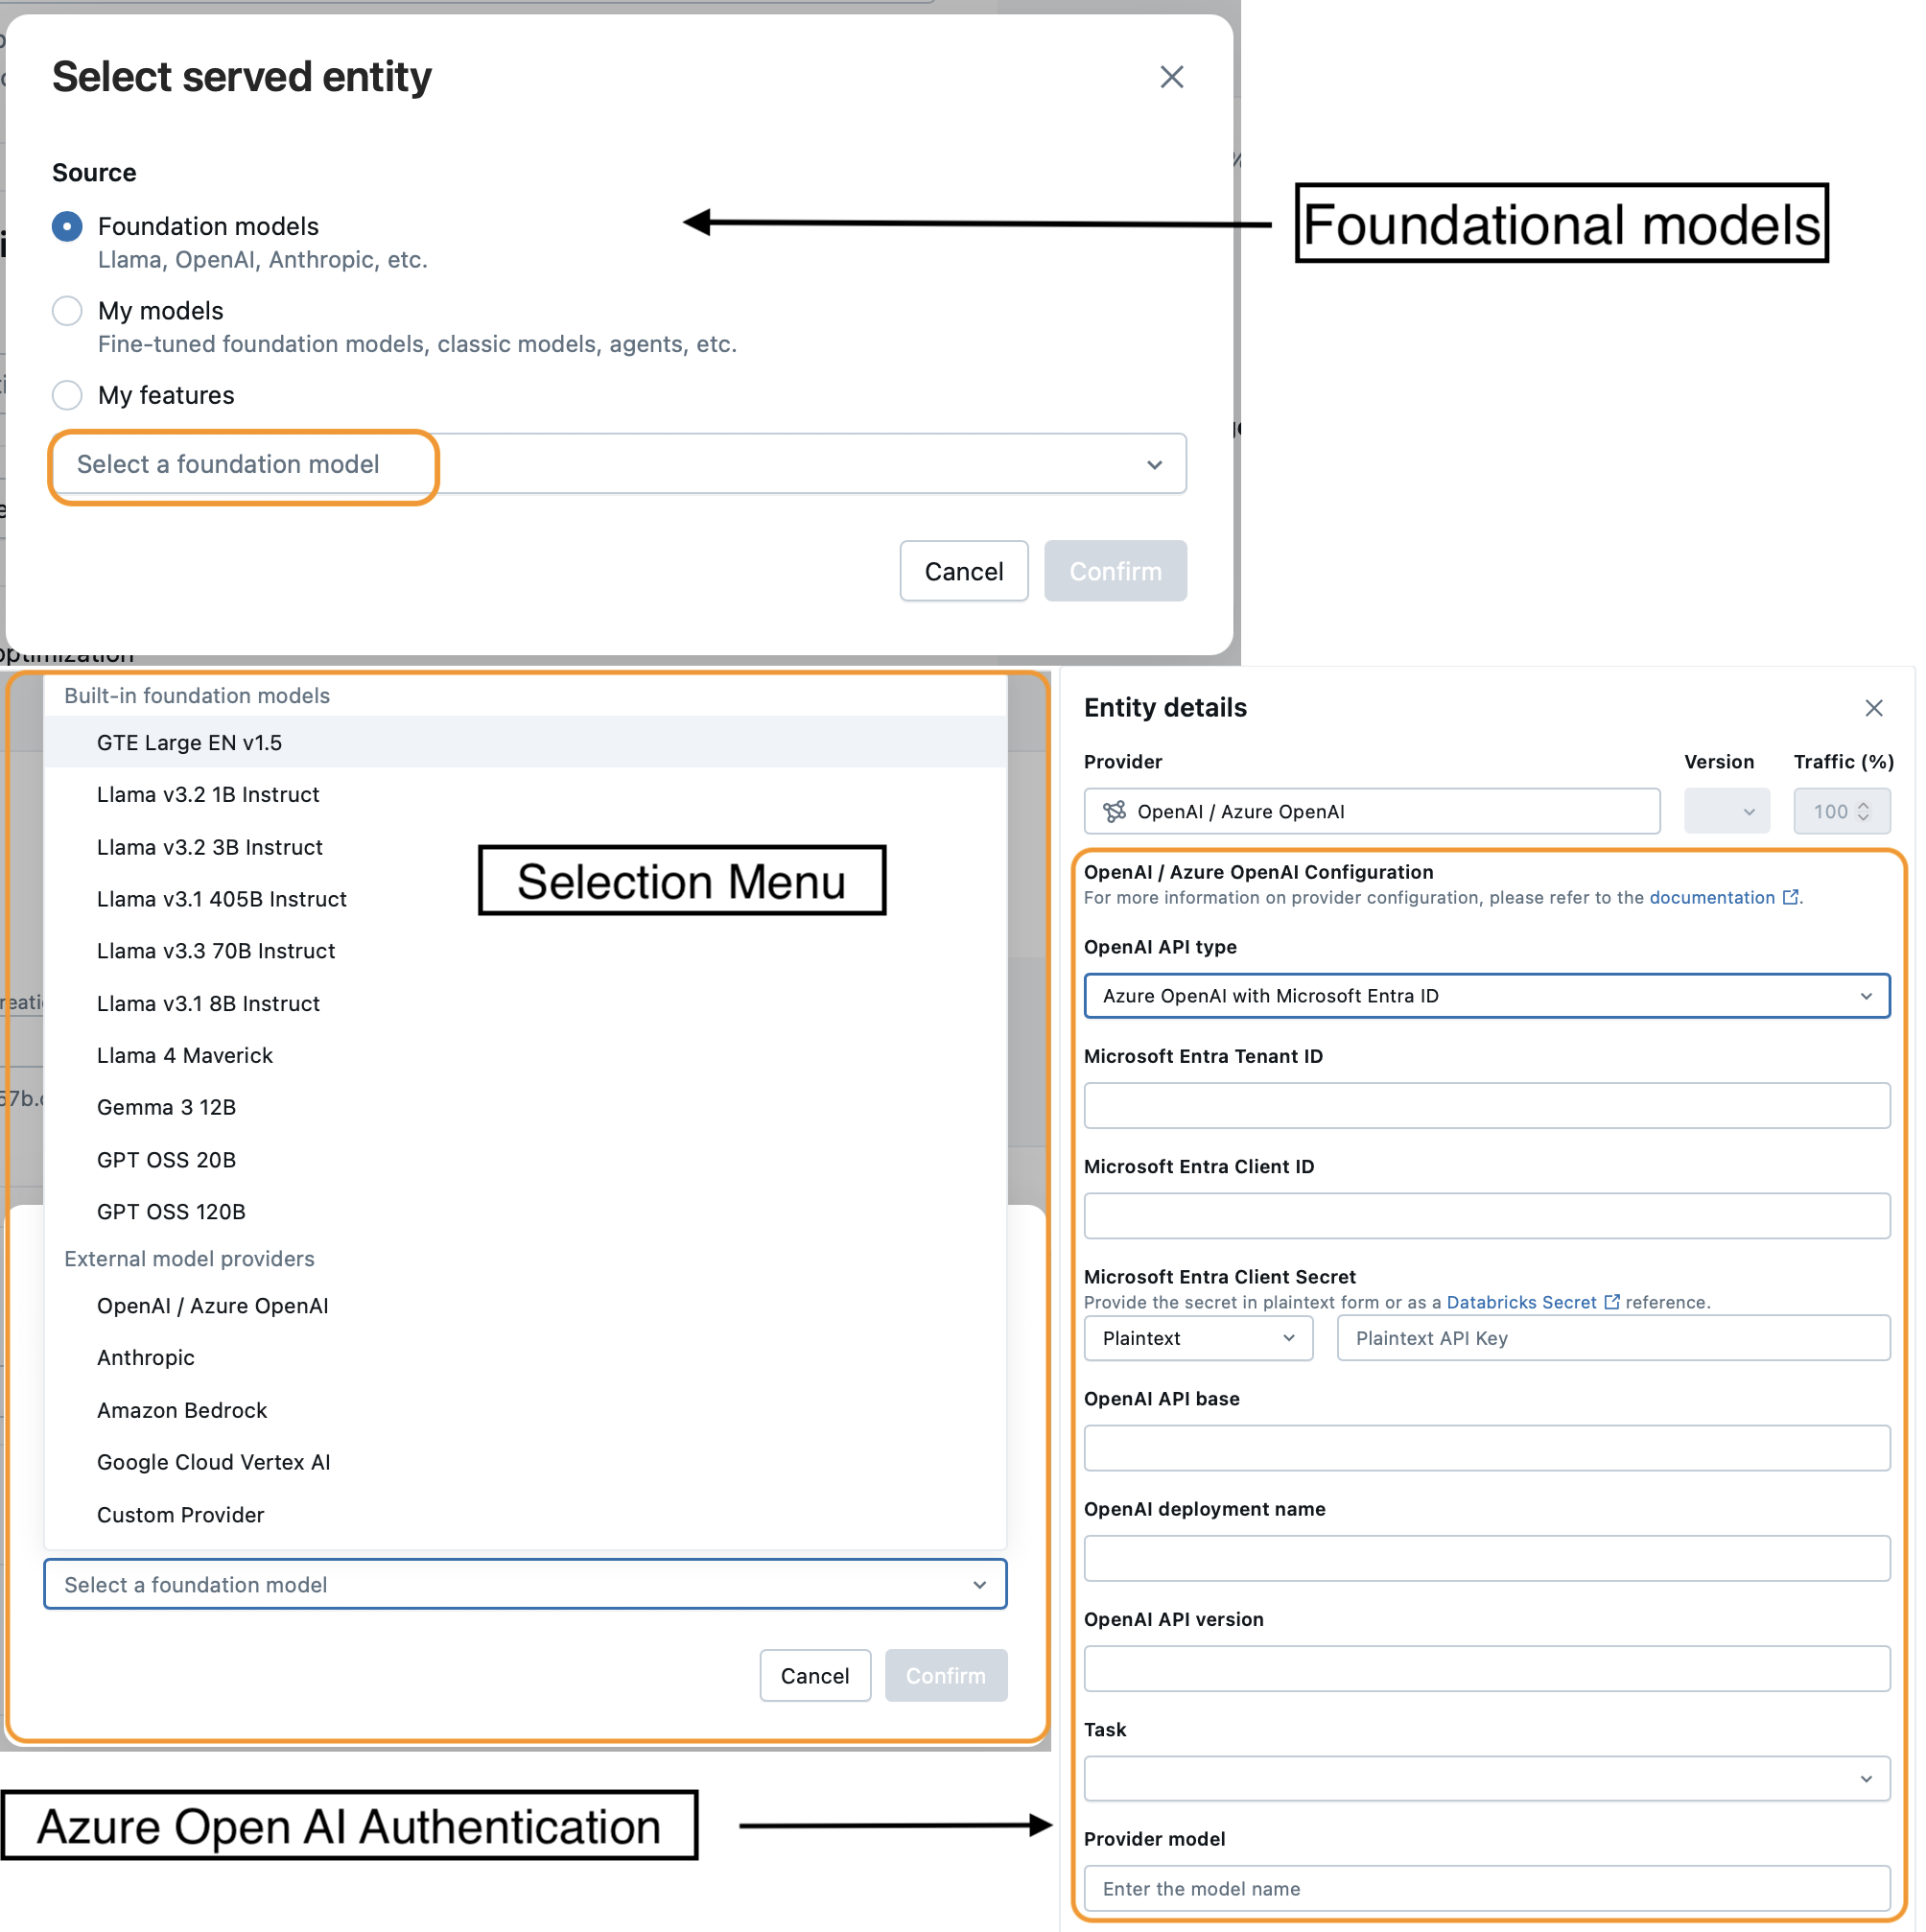 Select served entity
Source
Foundation models
Llama, OpenAI, Anthropic, etc.
My models
Fine-tuned foundation models, classic models, agents, etc.
My features
Select a foundation model
Cancel
Confirm
Foundational models
optimization
Built-in foundation models
GTE Large EN v1.5
Llama v3.2 1B Instruct
Llama v3.2 3B Instruct
Llama v3.1 405B Instruct
Llama v3.3 70B Instruct
Llama v3.1 8B Instruct
Llama 4 Maverick
Gemma 3 12B
GPT OSS 20B
GPT OSS 120B
External model providers
OpenAI / Azure OpenAI
Anthropic
Amazon Bedrock
Google Cloud Vertex AI
Custom Provider
Select a foundation model
Cancel
Confirm
Selection Menu
Azure Open AI Authentication
Entity details
Provider
Version
Traffic (%)
OpenAI / Azure OpenAI
100
OpenAI / Azure OpenAI Configuration
For more information on provider configuration, please refer to the documentation.
OpenAI API type
Azure OpenAI with Microsoft Entra ID
Microsoft Entra Tenant ID
Microsoft Entra Client ID
Microsoft Entra Client Secret
Provide the secret in plaintext form or as a Databricks Secret reference.
Plaintext
Plaintext API Key
OpenAI API base
OpenAI deployment name
OpenAI API version
Task
Provider model
Enter the model name